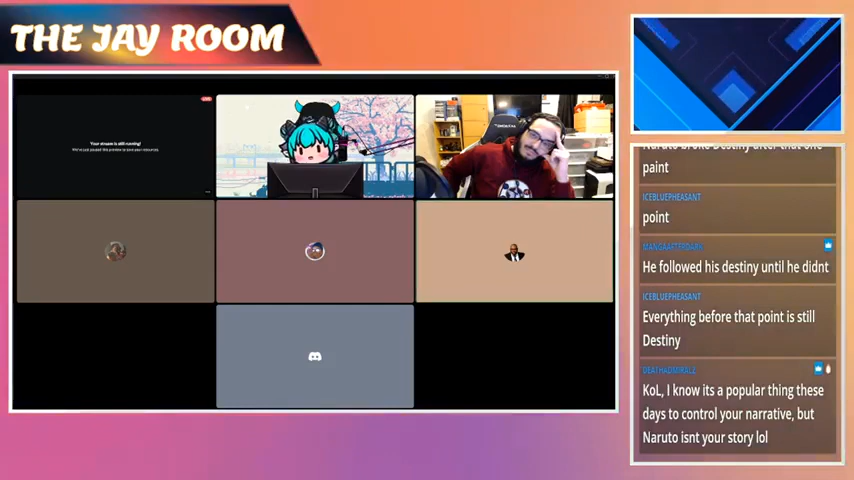 THE JAY ROOM
LIVE
Your stream is still running!
Naruto broke Destiny after that one
paint
ICEBLUEPHEASANT
point
MANGAAFTERDARK
He followed his destiny until he didnt
ICEBLUEPHEASANT
Everything before that point is still
Destiny
DEATHADMIRALZ
KoL, I know its a popular thing these
days to control your narrative, but
Naruto isnt your story lol